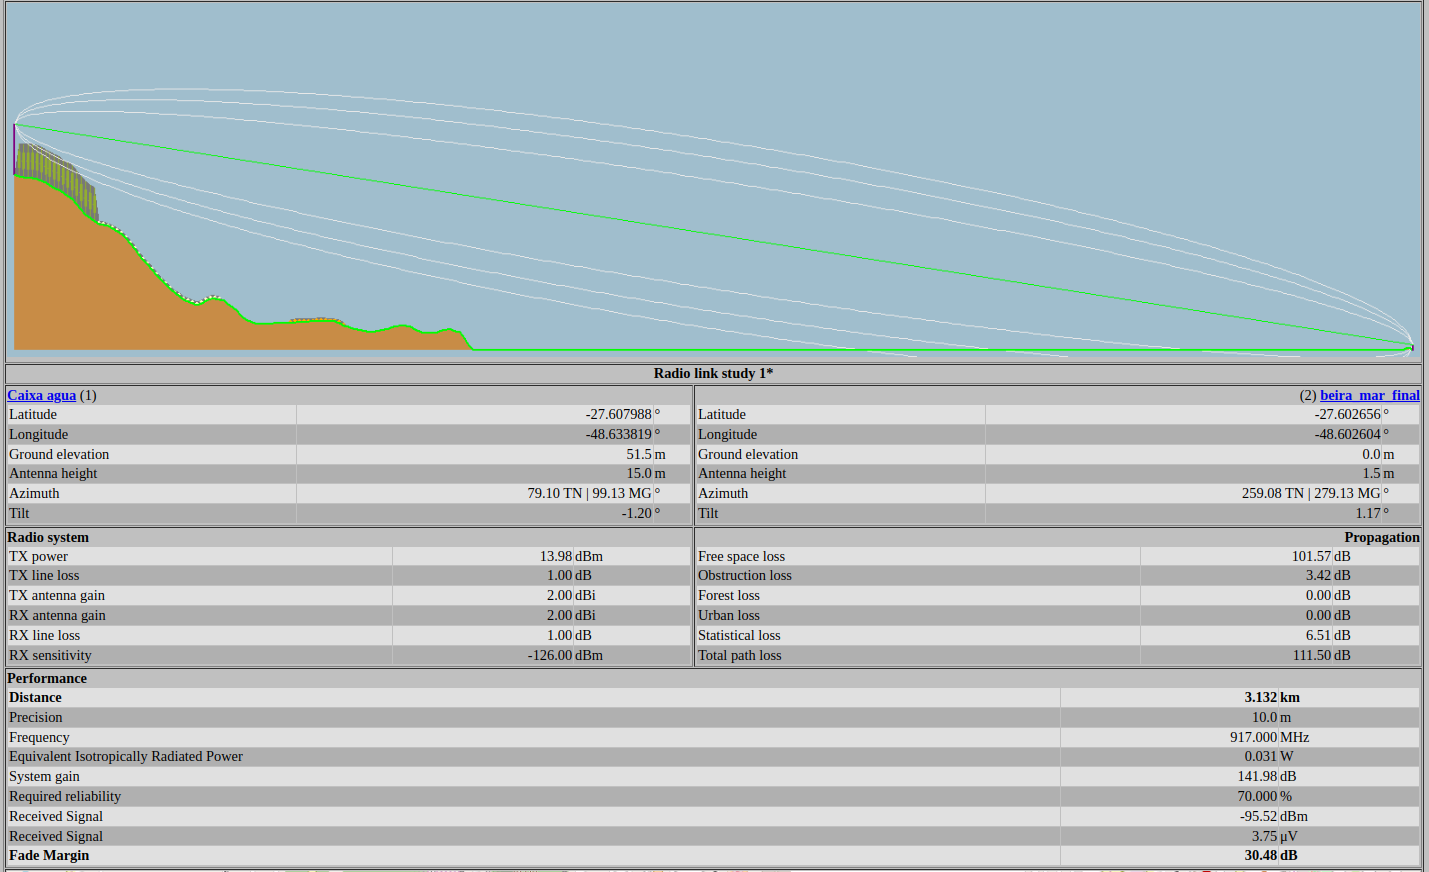 Radio link study 1*
Caixa agua (1)
Latitude -27.607988 °
Longitude -48.633819 °
Ground elevation 51.5 m
Antenna height 15.0 m
Azimuth 79.10 TN | 99.13 MG °
Tilt -1.20 °
(2) beira_mar_final
Latitude -27.602656 °
Longitude -48.602604 °
Ground elevation 0.0 m
Antenna height 1.5 m
Azimuth 259.08 TN | 279.13 MG °
Tilt 1.17 °
Radio system
TX power 13.98 dBm
TX line loss 1.00 dB
TX antenna gain 2.00 dBi
RX antenna gain 2.00 dBi
RX line loss 1.00 dB
RX sensitivity -126.00 dBm
Propagation
Free space loss 101.57 dB
Obstruction loss 3.42 dB
Forest loss 0.00 dB
Urban loss 0.00 dB
Statistical loss 6.51 dB
Total path loss 111.50 dB
Performance
Distance 3.132 km
Precision 10.0 m
Frequency 917.000 MHz
Equivalent Isotropically Radiated Power 0.031 W
System gain 141.98 dB
Required reliability 70.000 %
Received Signal -95.52 dBm
Received Signal 3.75 µV
Fade Margin 30.48 dB